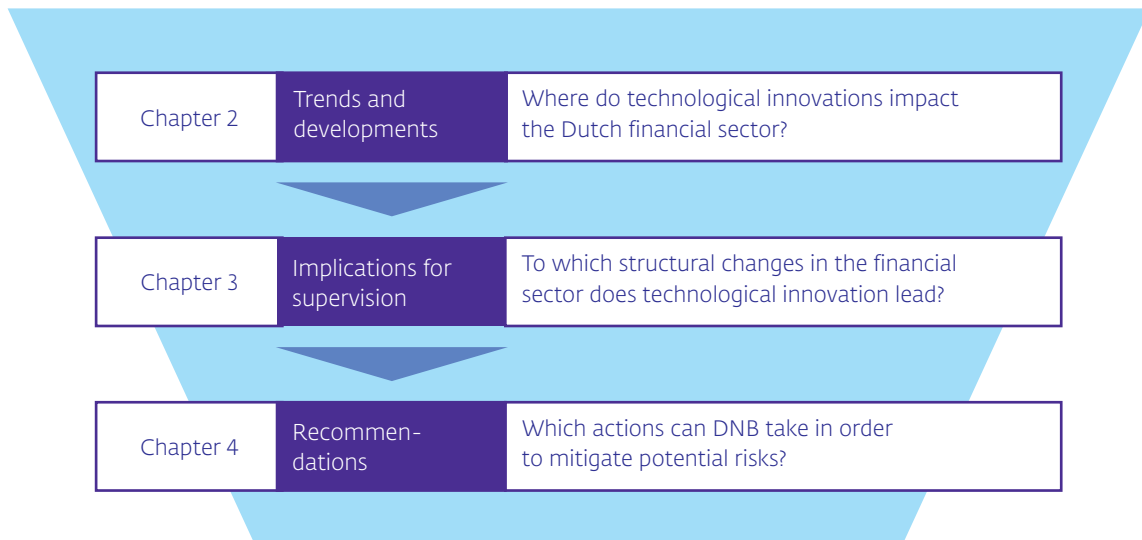 Chapter 2
Trends and
developments
Where do technological innovations impact
the Dutch financial sector?
Chapter 3
Implications for
supervision
To which structural changes in the financial
sector does technological innovation lead?
Chapter 4
Recommen-
dations
Which actions can DNB take in order
to mitigate potential risks?